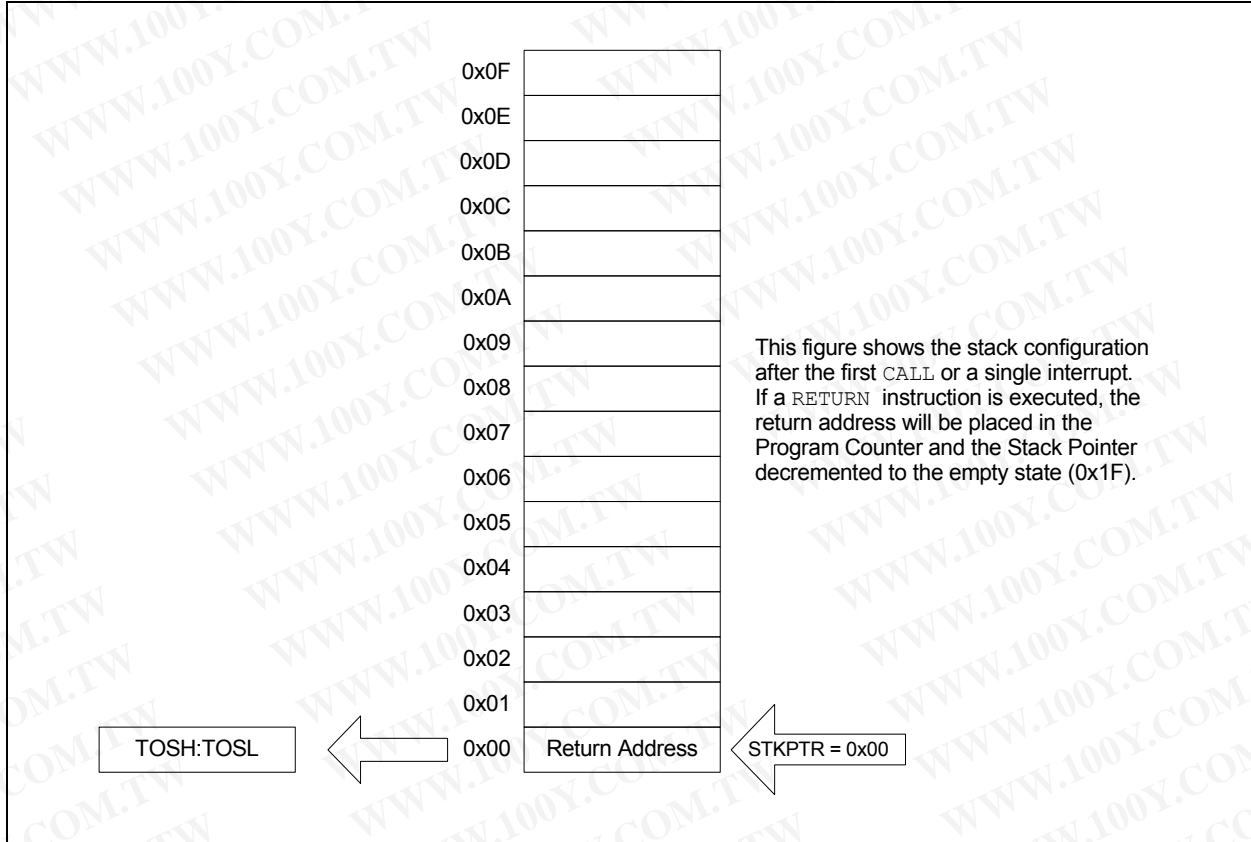 0x0F
0x0E
0x0D
0x0C
0x0B
0x0A
0x09
0x08
0x07
0x06
0x05
0x04
0x03
0x02
0x01
TOSH:TOSL
0x00
Return Address
STKPTR = 0x00
This figure shows the stack configuration
after the first CALL or a single interrupt.
If a RETURN instruction is executed, the
return address will be placed in the
Program Counter and the Stack Pointer
decremented to the empty state (0x1F).
WWW.100Y.COM.TW